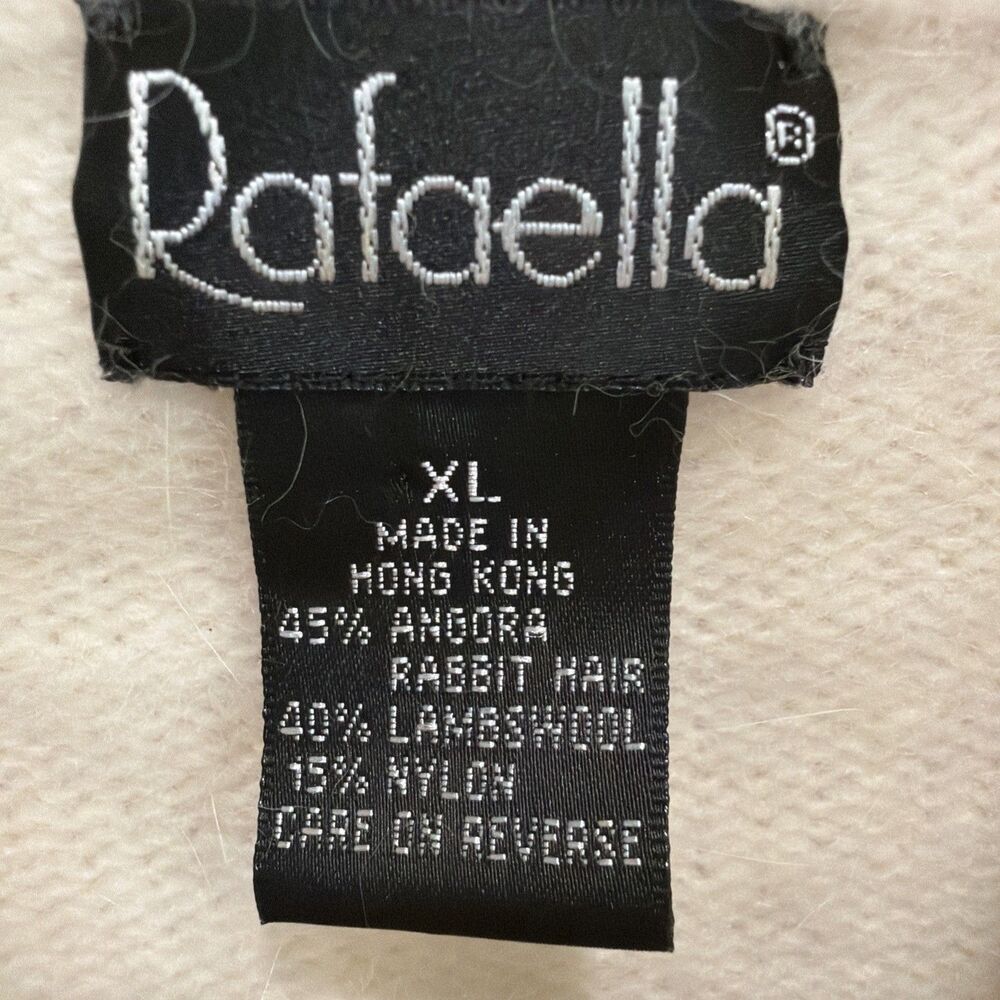 Rafaella®
XL
MADE IN
HONG KONG
45% ANGORA
RABBIT HAIR
40% LAMBSWOOL
15% NYLON
CARE ON REVERSE